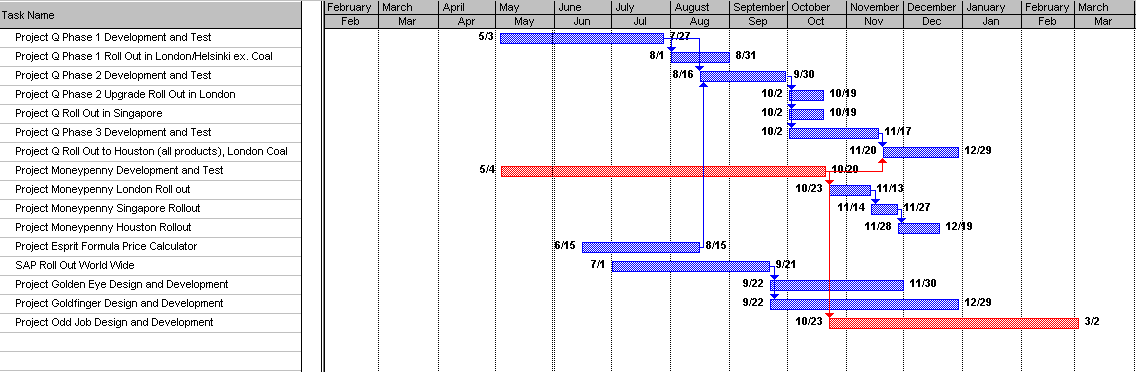 Task Name February March April May June July August September October November December January February March
Feb Mar Apr May Jun Jul Aug Sep Oct Nov Dec Jan Feb Mar
Project Q Phase 1 Development and Test 5/3 7/27
Project Q Phase 1 Roll Out in London/Helsinki ex. Coal 8/1 8/31
Project Q Phase 2 Development and Test 8/16 9/30
Project Q Phase 2 Upgrade Roll Out in London 10/2 10/19
Project Q Roll Out in Singapore 10/2 10/19
Project Q Phase 3 Development and Test 10/2 11/17
Project Q Roll Out to Houston (all products), London Coal 11/20 12/29
Project Moneypenny Development and Test 5/4 10/20
Project Moneypenny London Roll out 10/23 11/13
Project Moneypenny Singapore Rollout 11/14 11/27
Project Moneypenny Houston Rollout 11/28 12/19
Project Esprit Formula Price Calculator 6/15 8/15
SAP Roll Out World Wide 7/1 9/21
Project Golden Eye Design and Development 9/22 11/30
Project Goldfinger Design and Development 9/22 12/29
Project Odd Job Design and Development 10/23 3/2